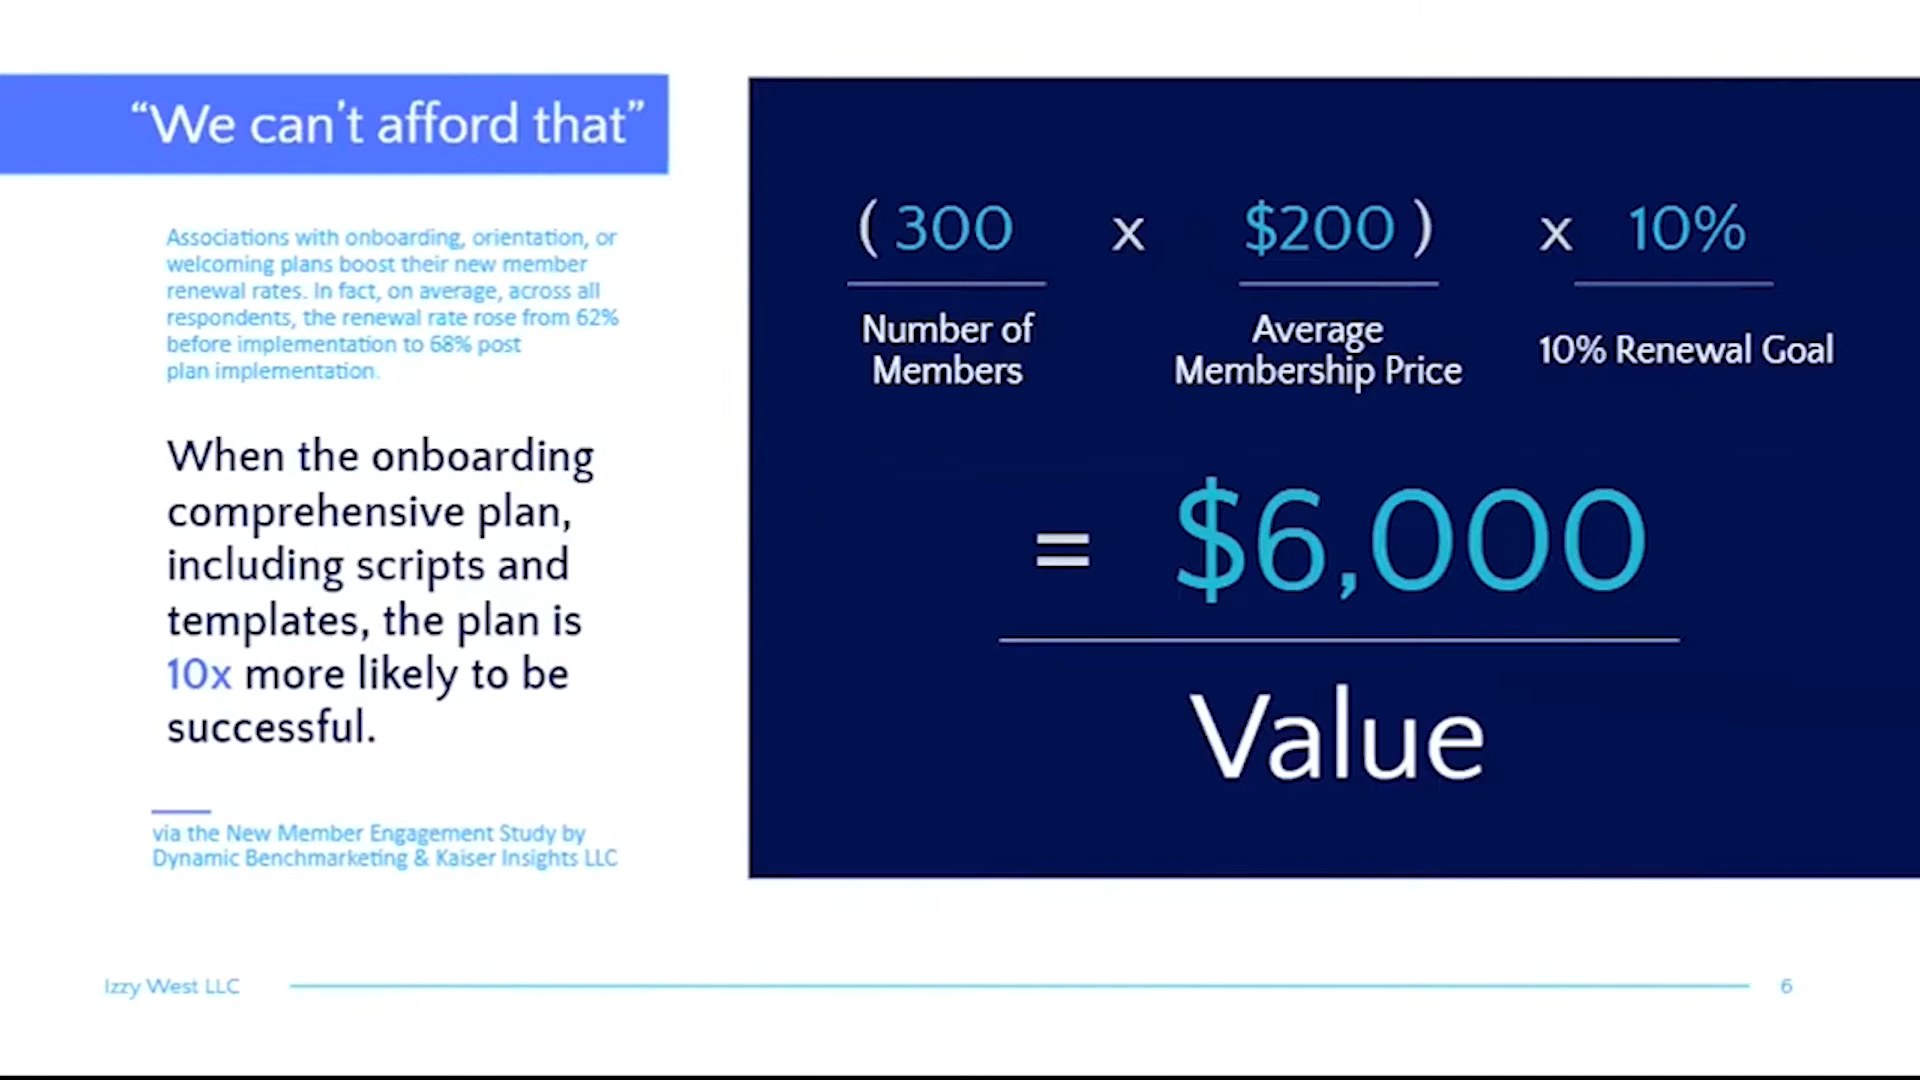 “We can't afford that”
Associations with onboarding, orientation, or
welcoming plans boost their new member
renewal rates. In fact, on average, across all
respondents, the renewal rate rose from 62%
before implementation to 68% post
plan implementation.
When the onboarding
comprehensive plan,
including scripts and
templates, the plan is
10x more likely to be
successful.
via the New Member Engagement Study by
Dynamic Benchmarketing & Kaiser Insights LLC
( 300 x $200 ) x 10%
Number of
Members
Average
Membership Price
10% Renewal Goal
= $6,000
Value
Izzy West LLC
6